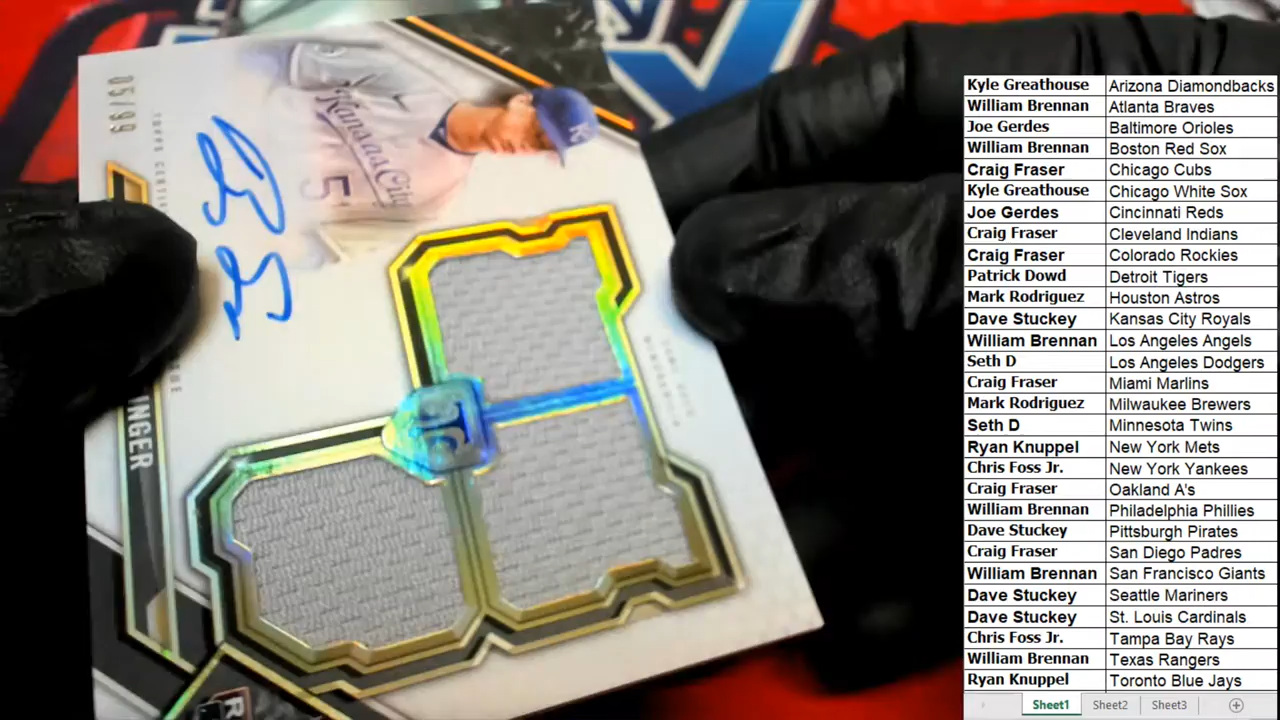 05/99
TOPPS CERTIF
Kansas City
5
KC
INGER
RC
R
Kyle Greathouse Arizona Diamondbacks
William Brennan Atlanta Braves
Joe Gerdes Baltimore Orioles
William Brennan Boston Red Sox
Craig Fraser Chicago Cubs
Kyle Greathouse Chicago White Sox
Joe Gerdes Cincinnati Reds
Craig Fraser Cleveland Indians
Craig Fraser Colorado Rockies
Patrick Dowd Detroit Tigers
Mark Rodriguez Houston Astros
Dave Stuckey Kansas City Royals
William Brennan Los Angeles Angels
Seth D Los Angeles Dodgers
Craig Fraser Miami Marlins
Mark Rodriguez Milwaukee Brewers
Seth D Minnesota Twins
Ryan Knuppel New York Mets
Chris Foss Jr. New York Yankees
Craig Fraser Oakland A's
William Brennan Philadelphia Phillies
Dave Stuckey Pittsburgh Pirates
Craig Fraser San Diego Padres
William Brennan San Francisco Giants
Dave Stuckey Seattle Mariners
Dave Stuckey St. Louis Cardinals
Chris Foss Jr. Tampa Bay Rays
William Brennan Texas Rangers
Ryan Knuppel Toronto Blue Jays
Sheet1 Sheet2 Sheet3